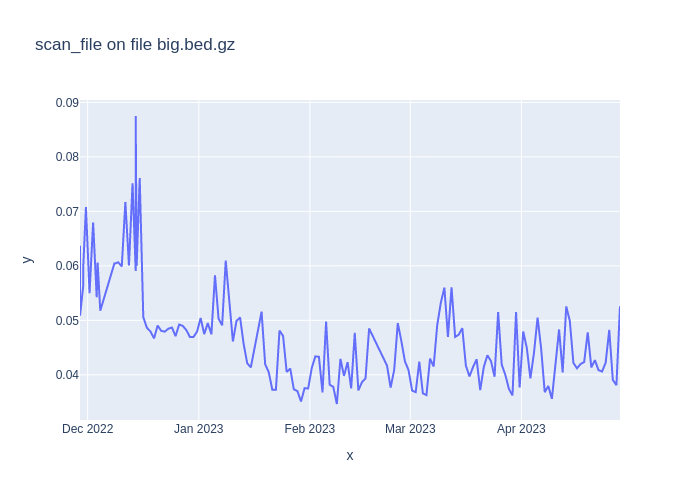 scan_file on file big.bed.gz
0.09
0.08
0.07
0.06
0.05
0.04
y
Dec 2022
Jan 2023
Feb 2023
Mar 2023
Apr 2023
x